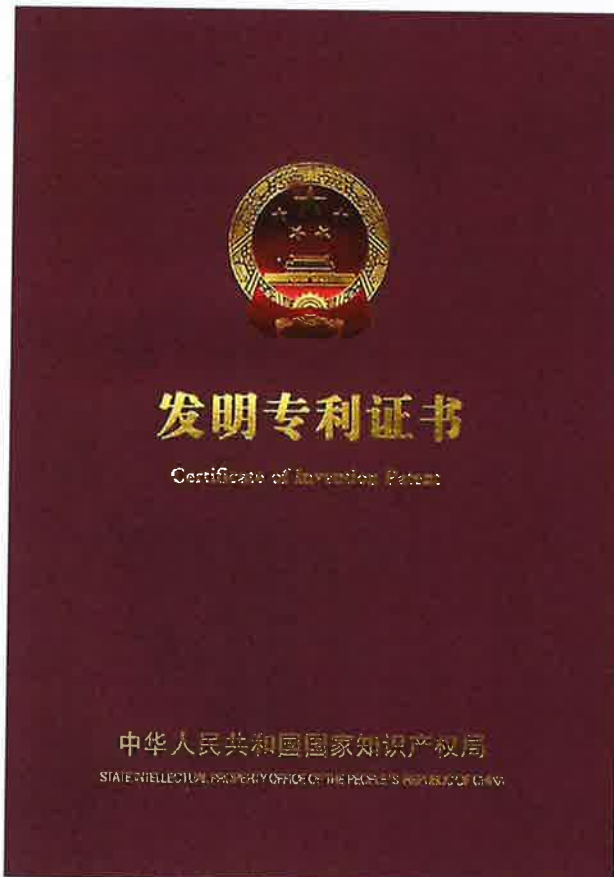 发明专利证书
Certificate of Invention Patent
中华人民共和国国家知识产权局
STATE INTELLECTUAL PROPERTY OFFICE OF THE PEOPLE'S REPUBLIC OF CHINA